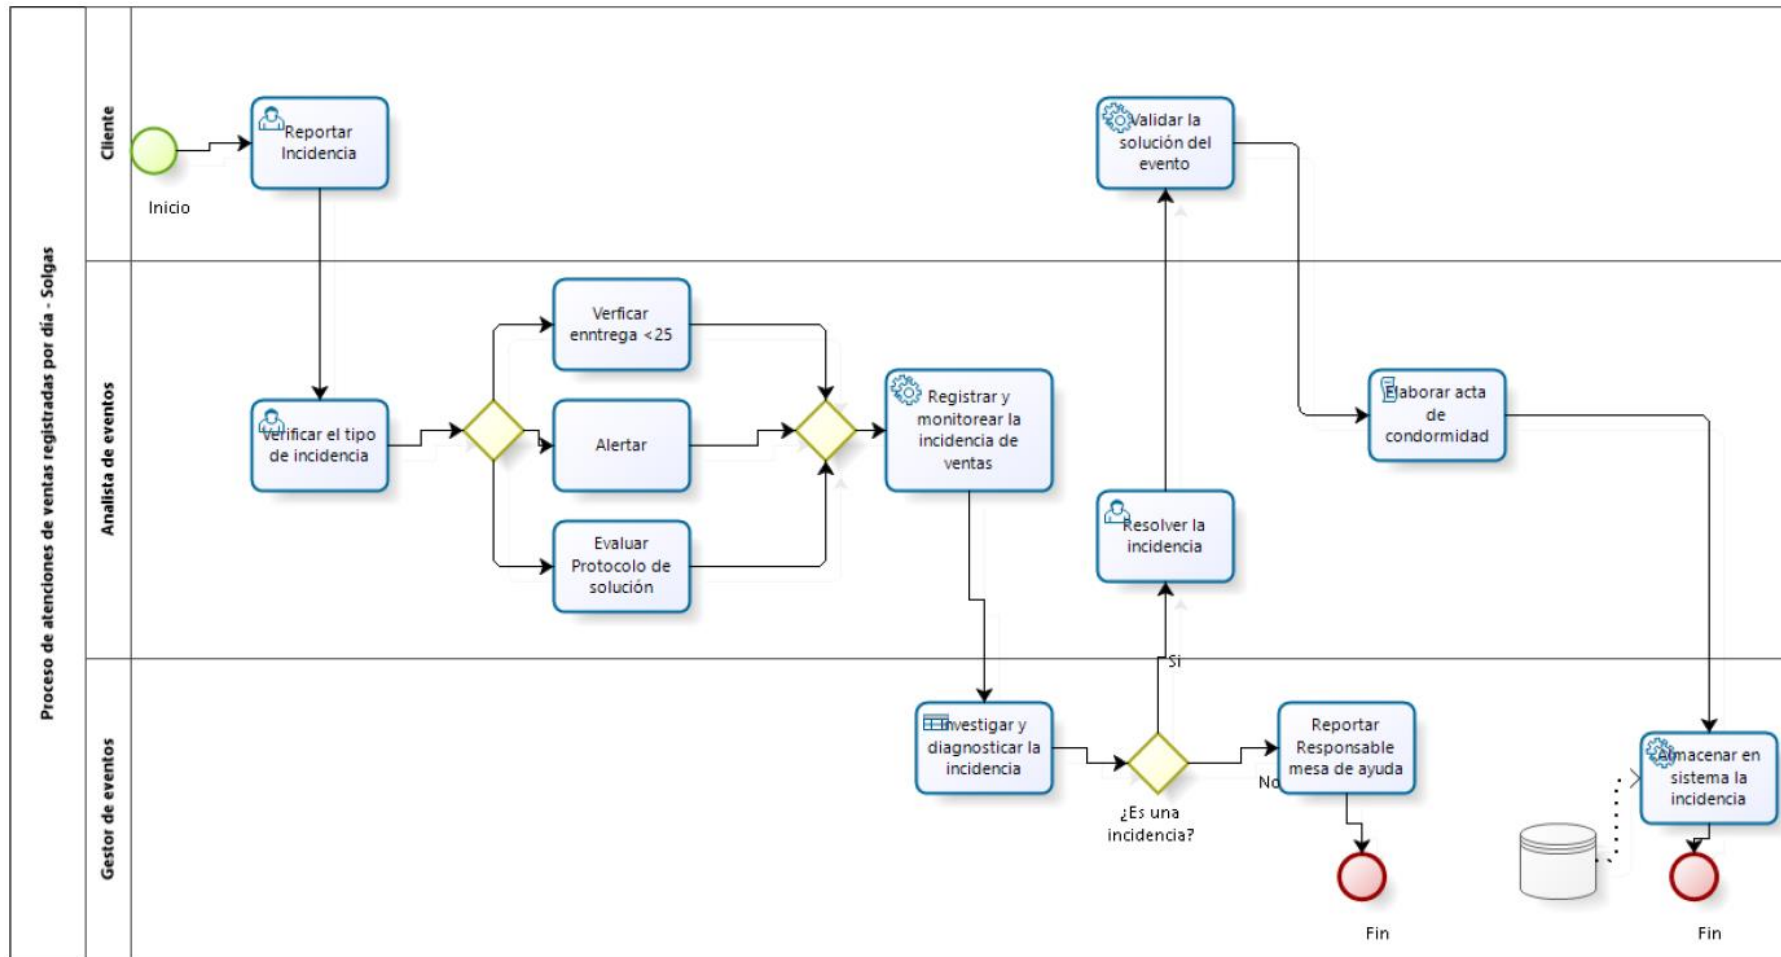 Proceso de atenciones de ventas registradas por día - Solgas
Cliente
Inicio
Reportar
Incidencia
Validar la
solución del
evento
Analista de eventos
Verificar el tipo
de incidencia
Verficar
enntrega <25
Alertar
Evaluar
Protocolo de
solución
Registrar y
monitorear la
incidencia de
ventas
Resolver la
incidencia
Elaborar acta
de
condormidad
Gestor de eventos
Investigar y
diagnosticar la
incidencia
¿Es una
incidencia?
Si
No
Reportar
Responsable
mesa de ayuda
Fin
Almacenar en
sistema la
incidencia
Fin